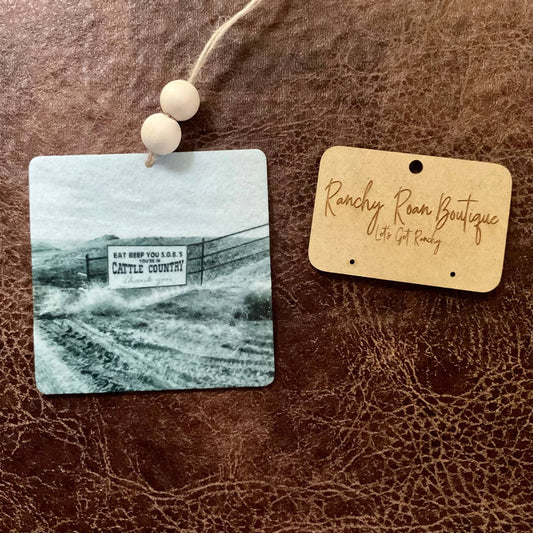 EAT BEEF YOU S.O.B.'S
YOU'RE IN
CATTLE COUNTRY
thank you
Ranchy Roan Boutique
Let's Get Ranchy